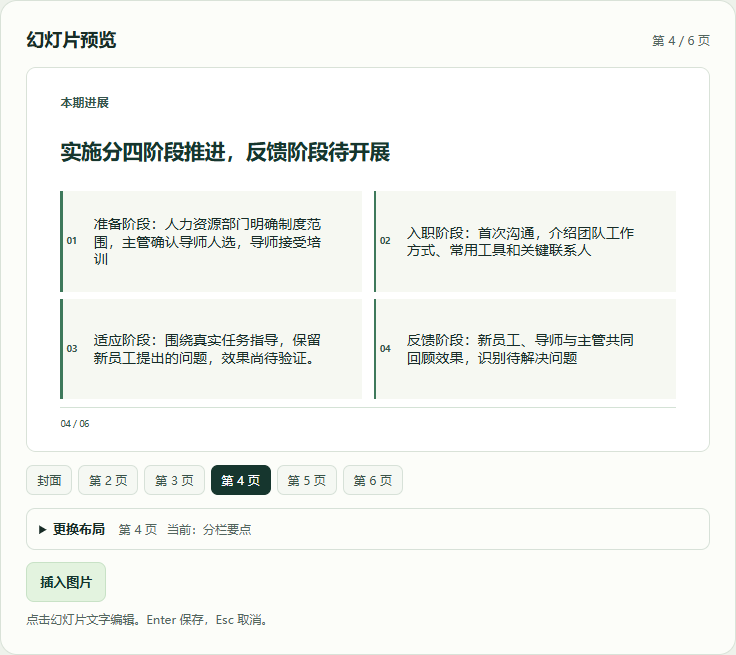 幻灯片预览
第 4 / 6 页
本期进展
实施分四阶段推进，反馈阶段待开展
01
准备阶段：人力资源部门明确制度范
围，主管确认导师人选，导师接受培
训
02
入职阶段：首次沟通，介绍团队工作
方式、常用工具和关键联系人
03
适应阶段：围绕真实任务指导，保留
新员工提出的问题，效果尚待验证。
04
反馈阶段：新员工、导师与主管共同
回顾效果，识别待解决问题
04 / 06
封面 第 2 页 第 3 页 第 4 页 第 5 页 第 6 页
▶ 更换布局 第 4 页 当前：分栏要点
插入图片
点击幻灯片文字编辑。Enter 保存，Esc 取消。